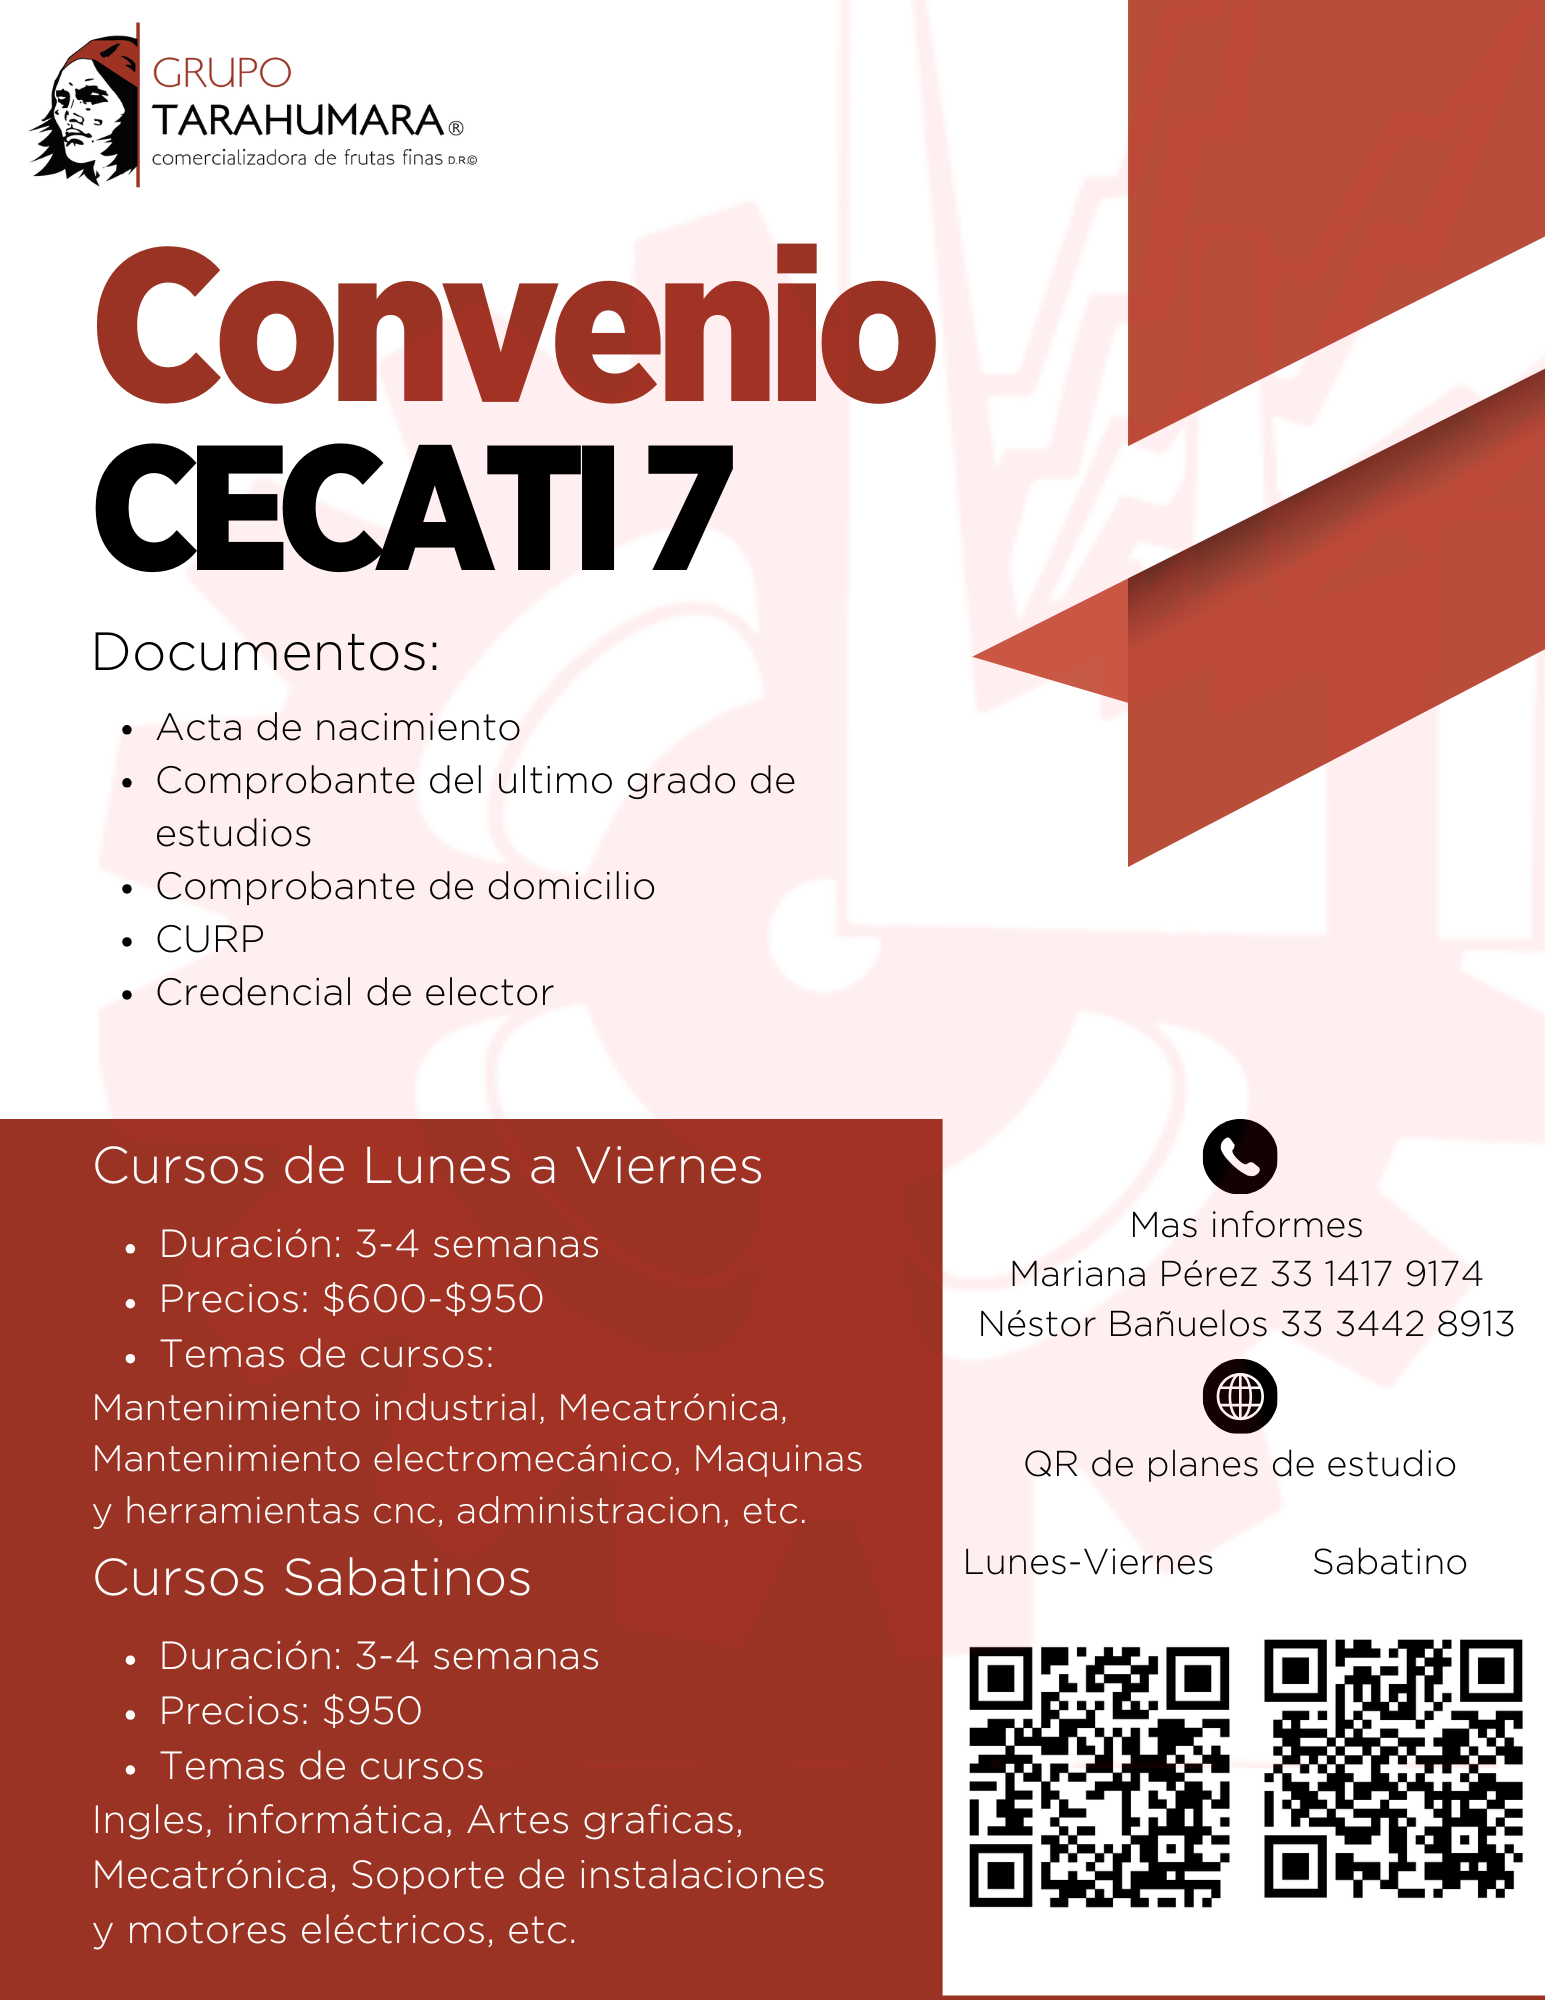 GRUPO
TARAHUMARA®
comercializadora de frutas finas D.R.©
Convenio
CECATI 7
Documentos:
• Acta de nacimiento
• Comprobante del ultimo grado de
estudios
• Comprobante de domicilio
• CURP
• Credencial de elector
Cursos de Lunes a Viernes
• Duración: 3-4 semanas
• Precios: $600-$950
• Temas de cursos:
Mantenimiento industrial, Mecatrónica,
Mantenimiento electromecánico, Maquinas
y herramientas cnc, administracion, etc.
Cursos Sabatinos
• Duración: 3-4 semanas
• Precios: $950
• Temas de cursos
Ingles, informática, Artes graficas,
Mecatrónica, Soporte de instalaciones
y motores eléctricos, etc.
Mas informes
Mariana Pérez 33 1417 9174
Néstor Bañuelos 33 3442 8913
QR de planes de estudio
Lunes-Viernes
Sabatino